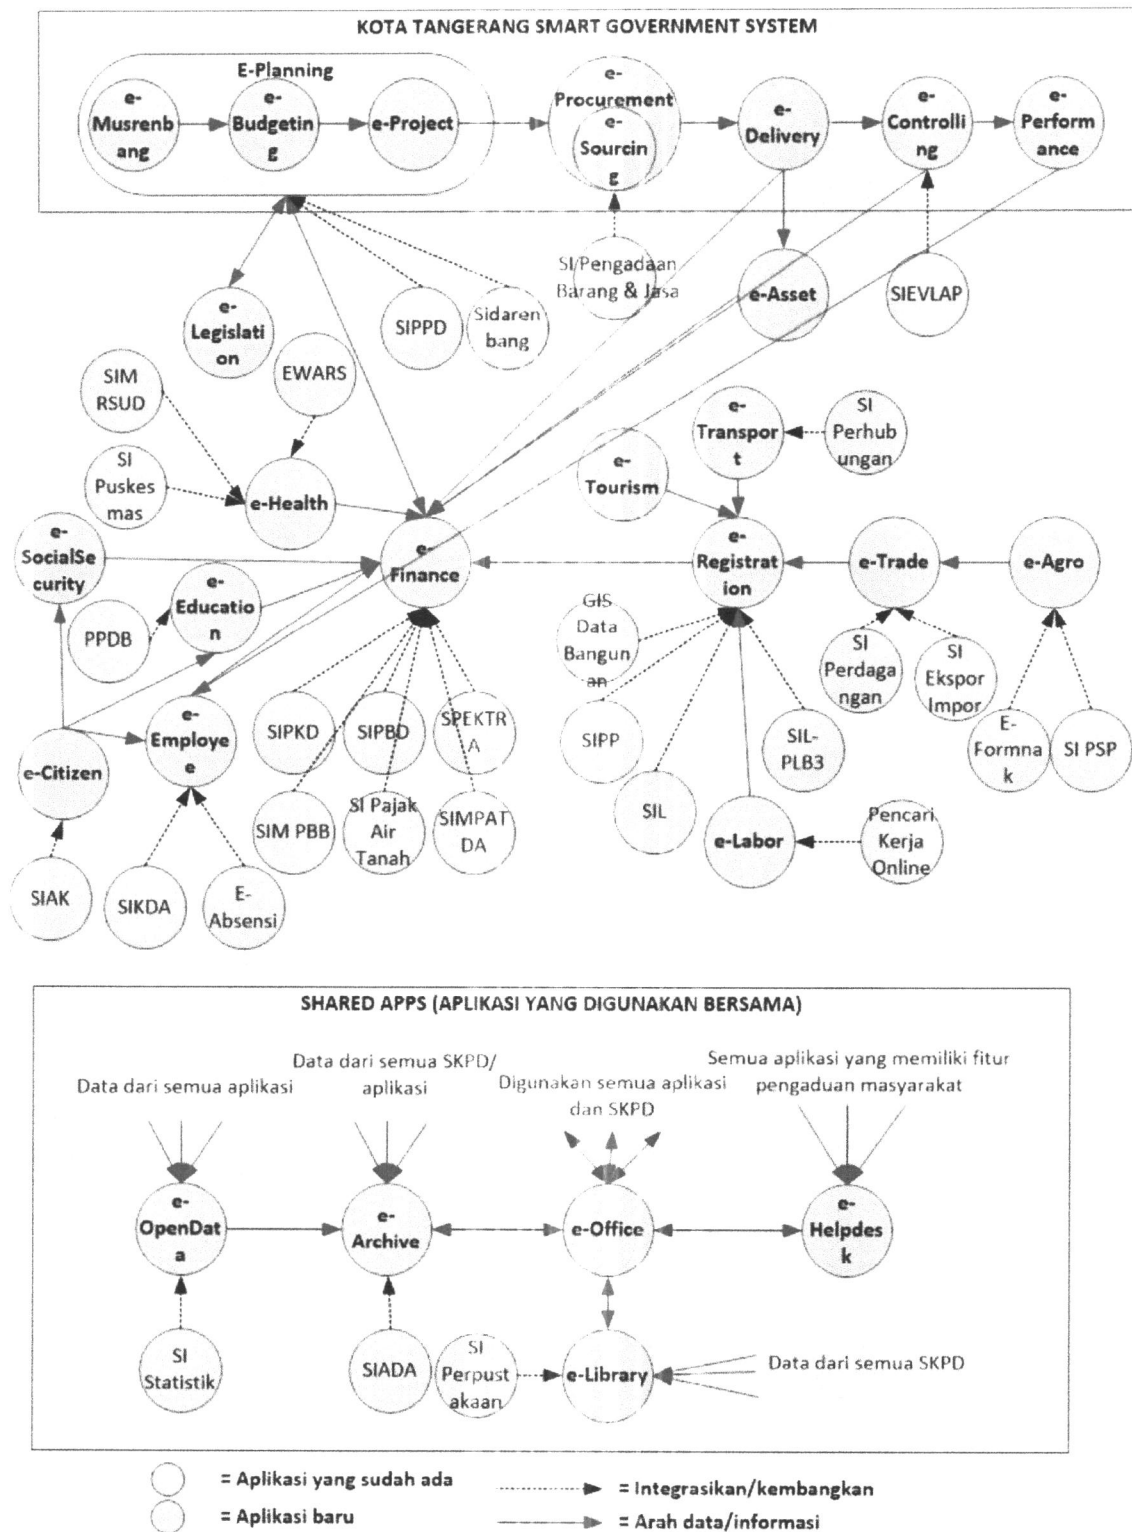 KOTA TANGERANG SMART GOVERNMENT SYSTEM
E-Planning
e-
Musrenb
ang
e-
Budgetin
g
e-Project
e-
Procurement
e-
Sourcin
g
e-
Delivery
e-
Controlli
ng
e-
Perform
ance
e-
Legislati
on
SIPPD
Sidaren
bang
SI Pengadaan
Barang & Jasa
e-Asset
SIEVLAP
SIM
RSUD
EWARS
SI
Puskes
mas
e-Health
e-
Tourism
e-
Transpor
t
SI
Perhub
ungan
e-
SocialSe
curity
e-
Finance
e-
Registrat
ion
e-Trade
e-Agro
PPDB
e-
Educatio
n
GIS
Data
Bangun
an
SI
Perdaga
ngan
SI
Ekspor
Impor
e-Citizen
e-
Employe
e
SIPKD
SIPBD
SPEKTR
A
SIPP
SIL-
PLB3
E-
Formna
k
SI PSP
SIM PBB
SI Pajak
Air
Tanah
SIMPAT
DA
SIL
e-Labor
Pencari
Kerja
Online
SIAK
SIKDA
E-
Absensi
SHARED APPS (APLIKASI YANG DIGUNAKAN BERSAMA)
Data dari semua aplikasi
Data dari semua SKPD/
aplikasi
Digunakan semua aplikasi
dan SKPD
Semua aplikasi yang memiliki fitur
pengaduan masyarakat
e-
OpenDat
a
e-
Archive
e-Office
e-
Helpdes
k
SI
Statistik
SIADA
SI
Perpust
akaan
e-Library
Data dari semua SKPD
= Aplikasi yang sudah ada
= Integrasikan/kembangkan
= Aplikasi baru
= Arah data/informasi